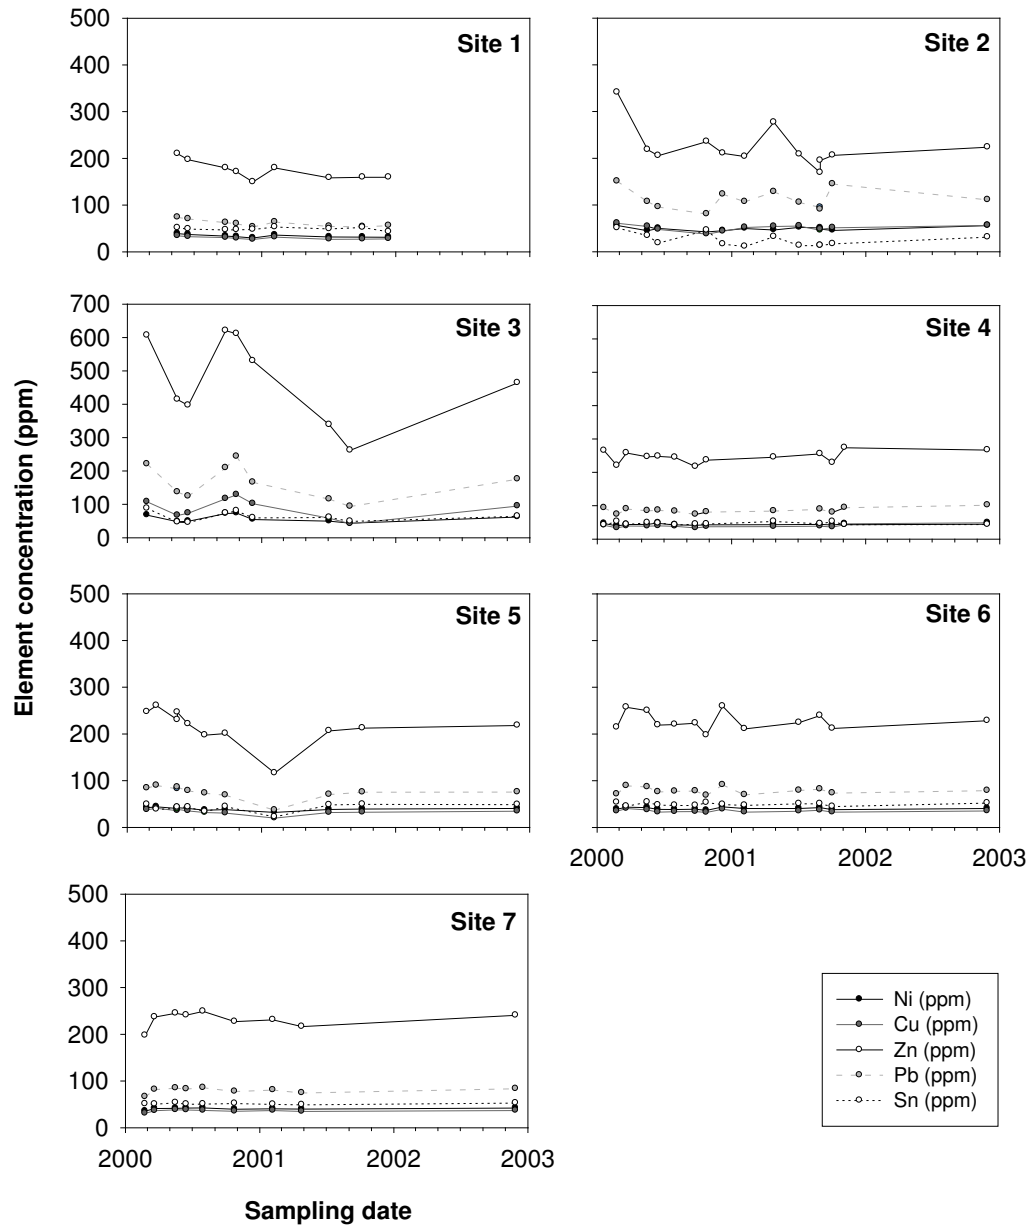 500
400
300
200
100
0
Site 1
Site 2
700
600
500
400
300
200
100
0
Site 3
Site 4
Element concentration (ppm)
500
400
300
200
100
0
Site 5
Site 6
2000 2001 2002 2003
500
400
300
200
100
0
Site 7
2000 2001 2002 2003
Sampling date
Ni (ppm)
Cu (ppm)
Zn (ppm)
Pb (ppm)
Sn (ppm)